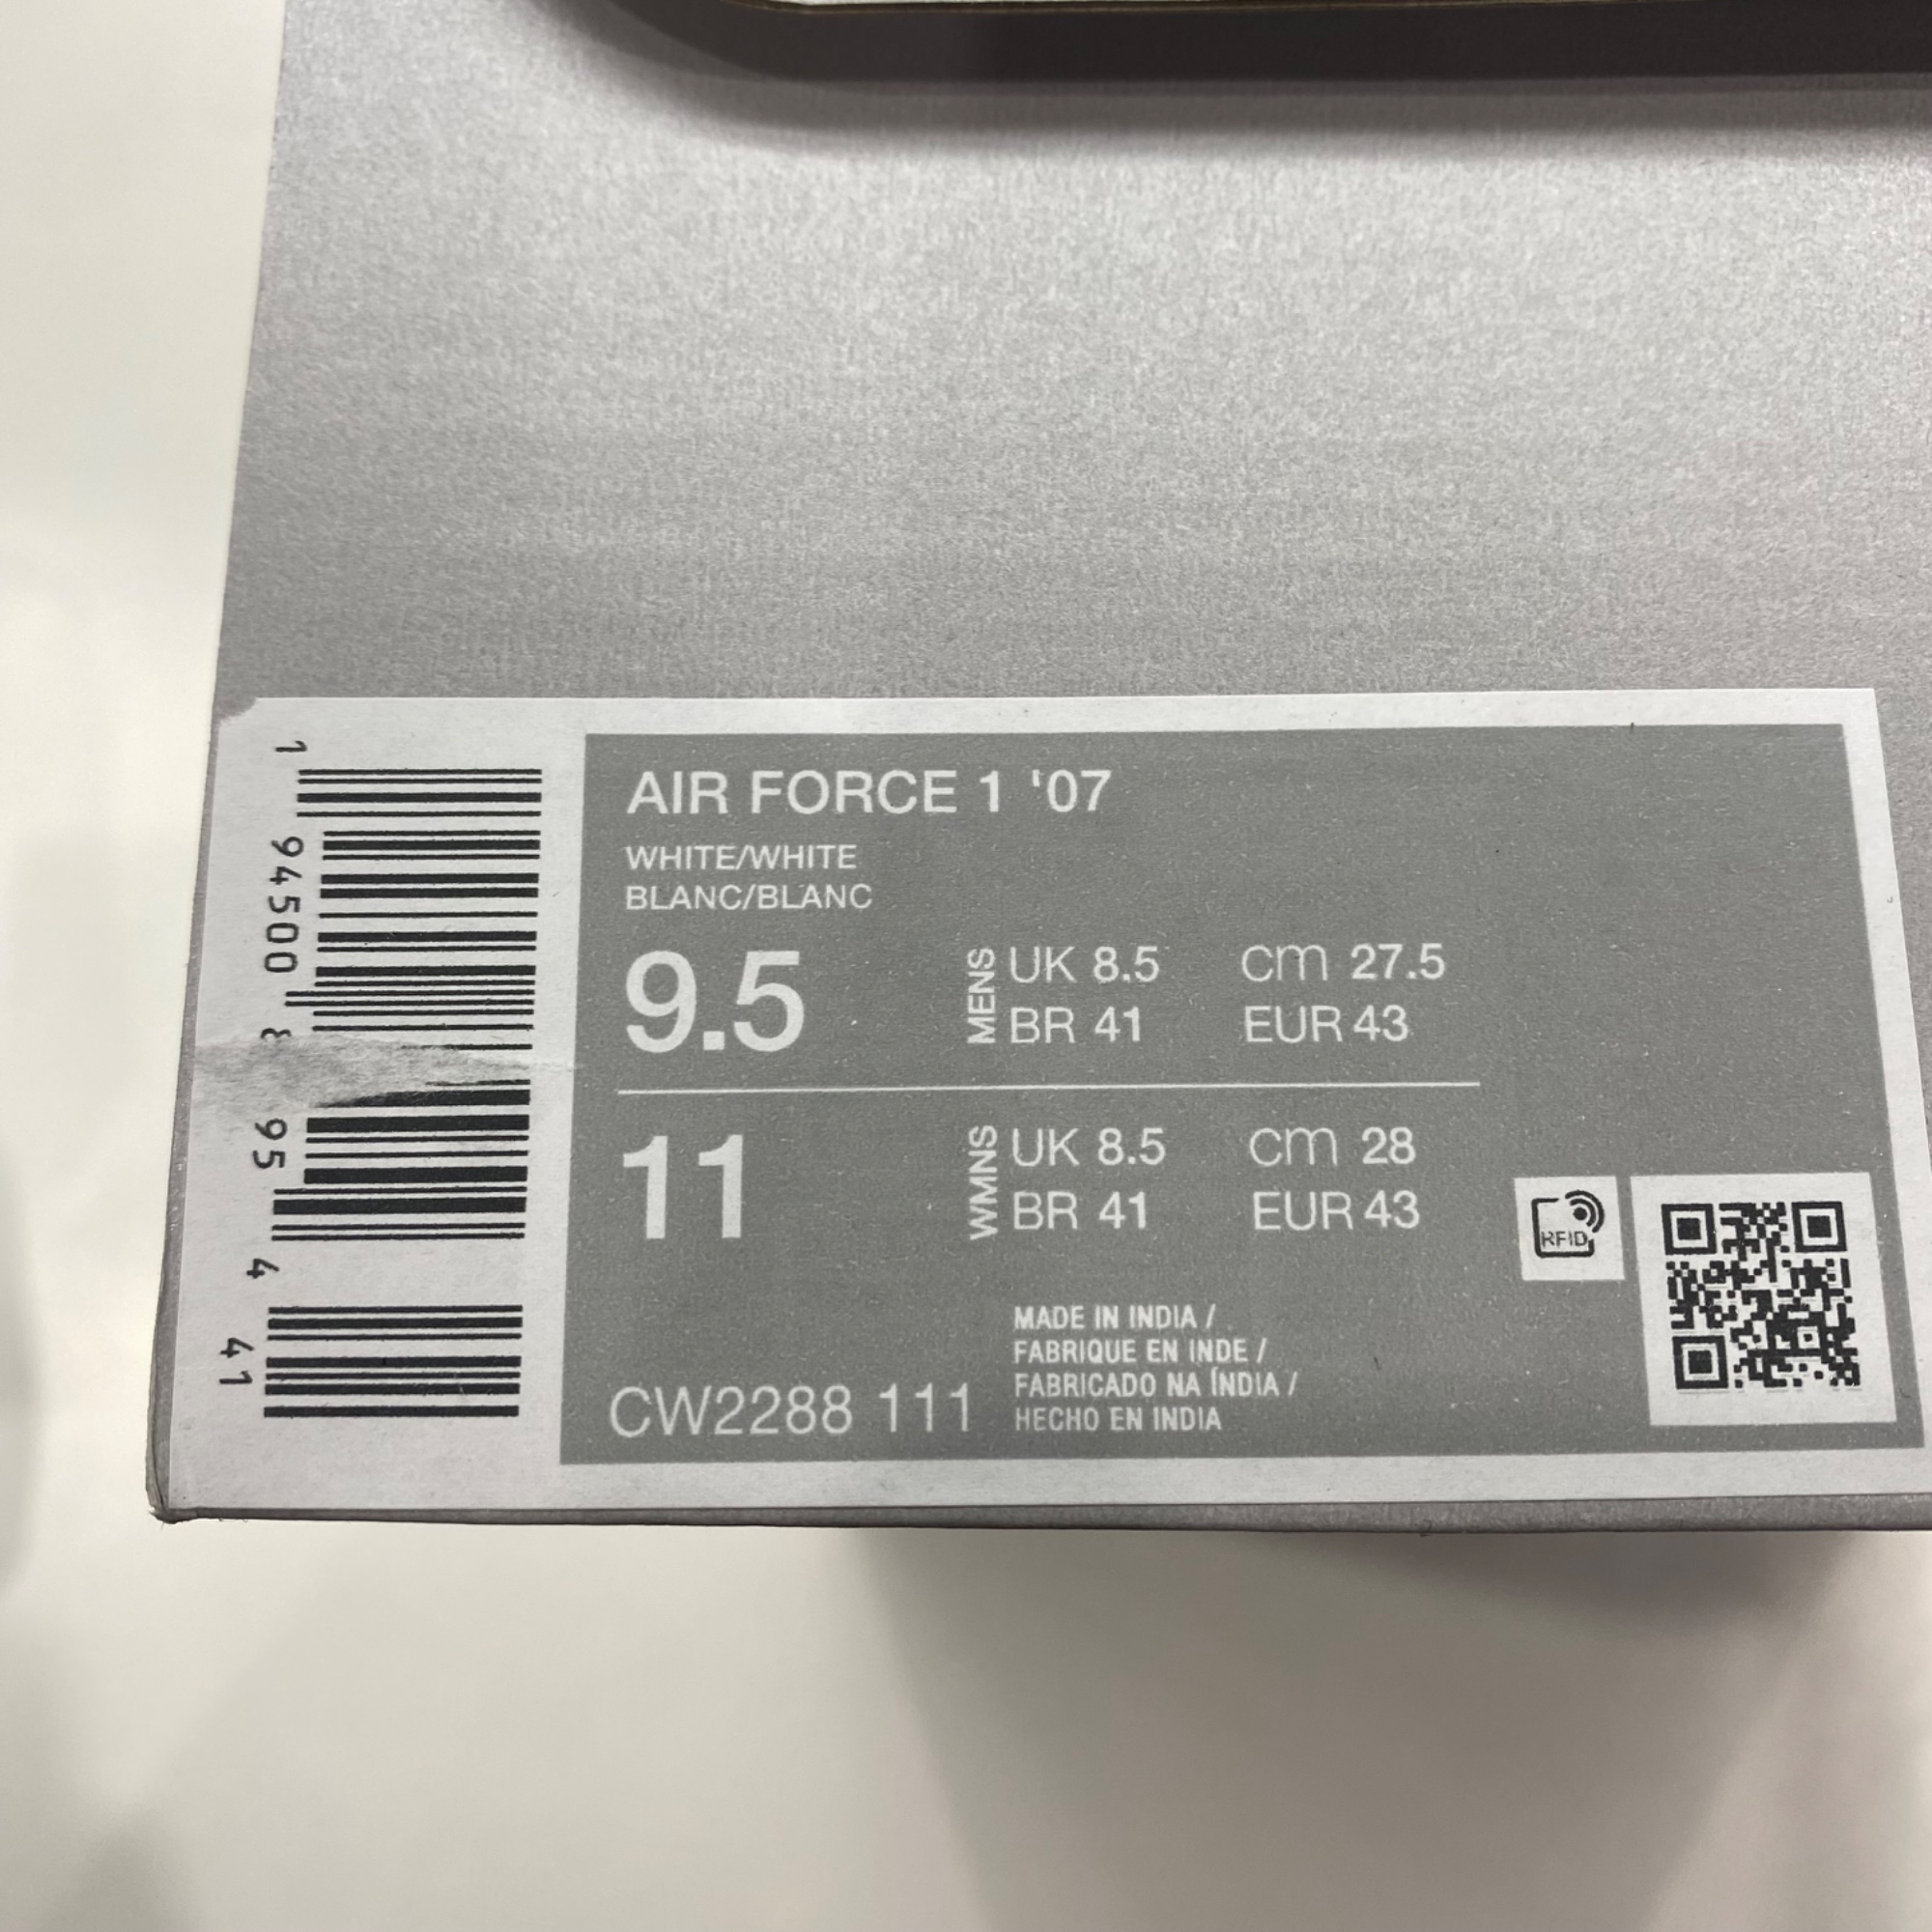 AIR FORCE 1 '07
WHITE/WHITE
BLANC/BLANC
9.5
MENS
UK 8.5 cm 27.5
BR 41 EUR 43
11
WMNS
UK 8.5 cm 28
BR 41 EUR 43
RFID
MADE IN INDIA /
FABRIQUE EN INDE /
FABRICADO NA ÍNDIA /
HECHO EN INDIA
CW2288 111
1
94500
95
4
41